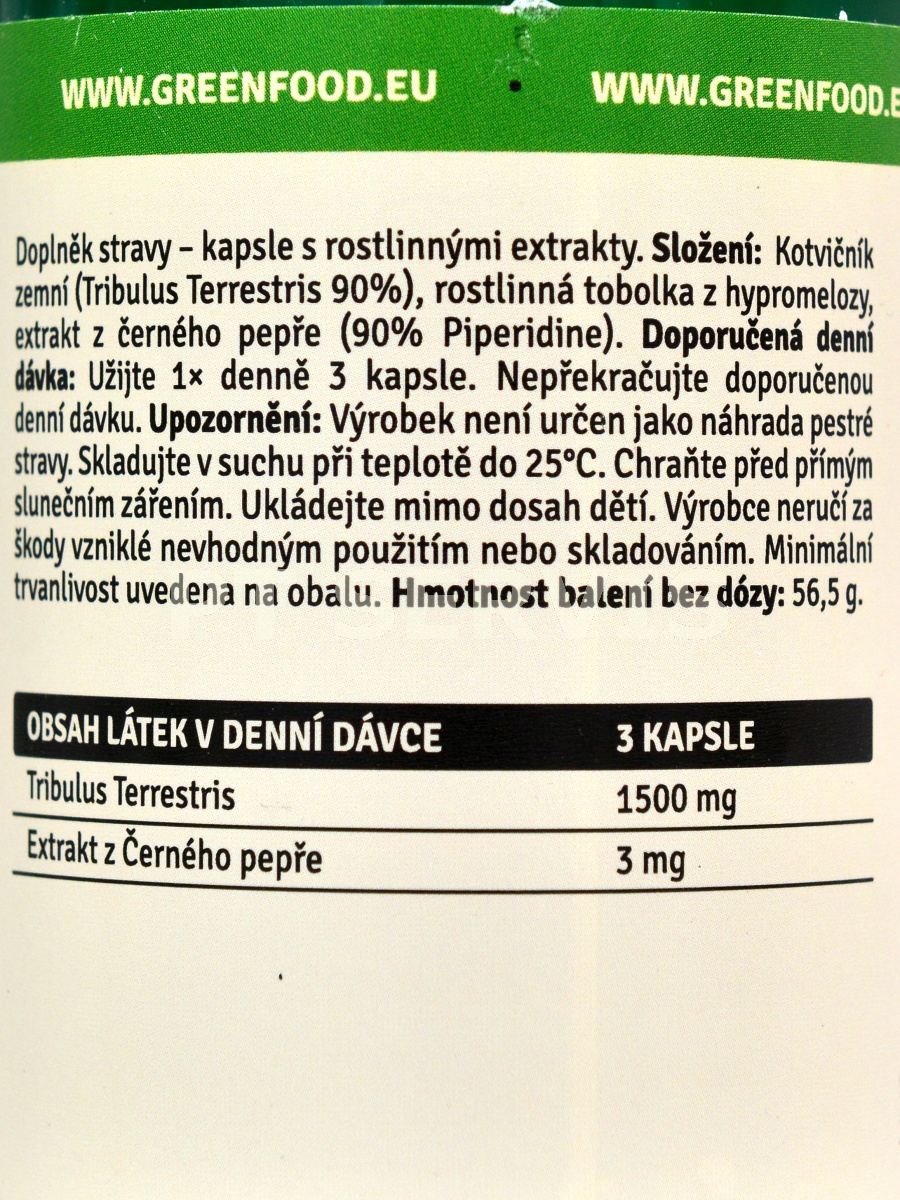 WWW.GREENFOOD.EU • WWW.GREENFOOD.E
Doplněk stravy – kapsle s rostlinnými extrakty. Složení: Kotvičník
zemní (Tribulus Terrestris 90%), rostlinná tobolka z hypromelozy,
extrakt z černého pepře (90% Piperidine). Doporučená denní
dávka: Užijte 1× denně 3 kapsle. Nepřekračujte doporučenou
denní dávku. Upozornění: Výrobek není určen jako náhrada pestré
stravy. Skladujte v suchu při teplotě do 25°C. Chraňte před přímým
slunečním zářením. Ukládejte mimo dosah dětí. Výrobce neručí za
škody vzniklé nevhodným použitím nebo skladováním. Minimální
trvanlivost uvedena na obalu. Hmotnost balení bez dózy: 56,5 g.
OBSAH LÁTEK V DENNÍ DÁVCE 3 KAPSLE
Tribulus Terrestris 1500 mg
Extrakt z Černého pepře 3 mg